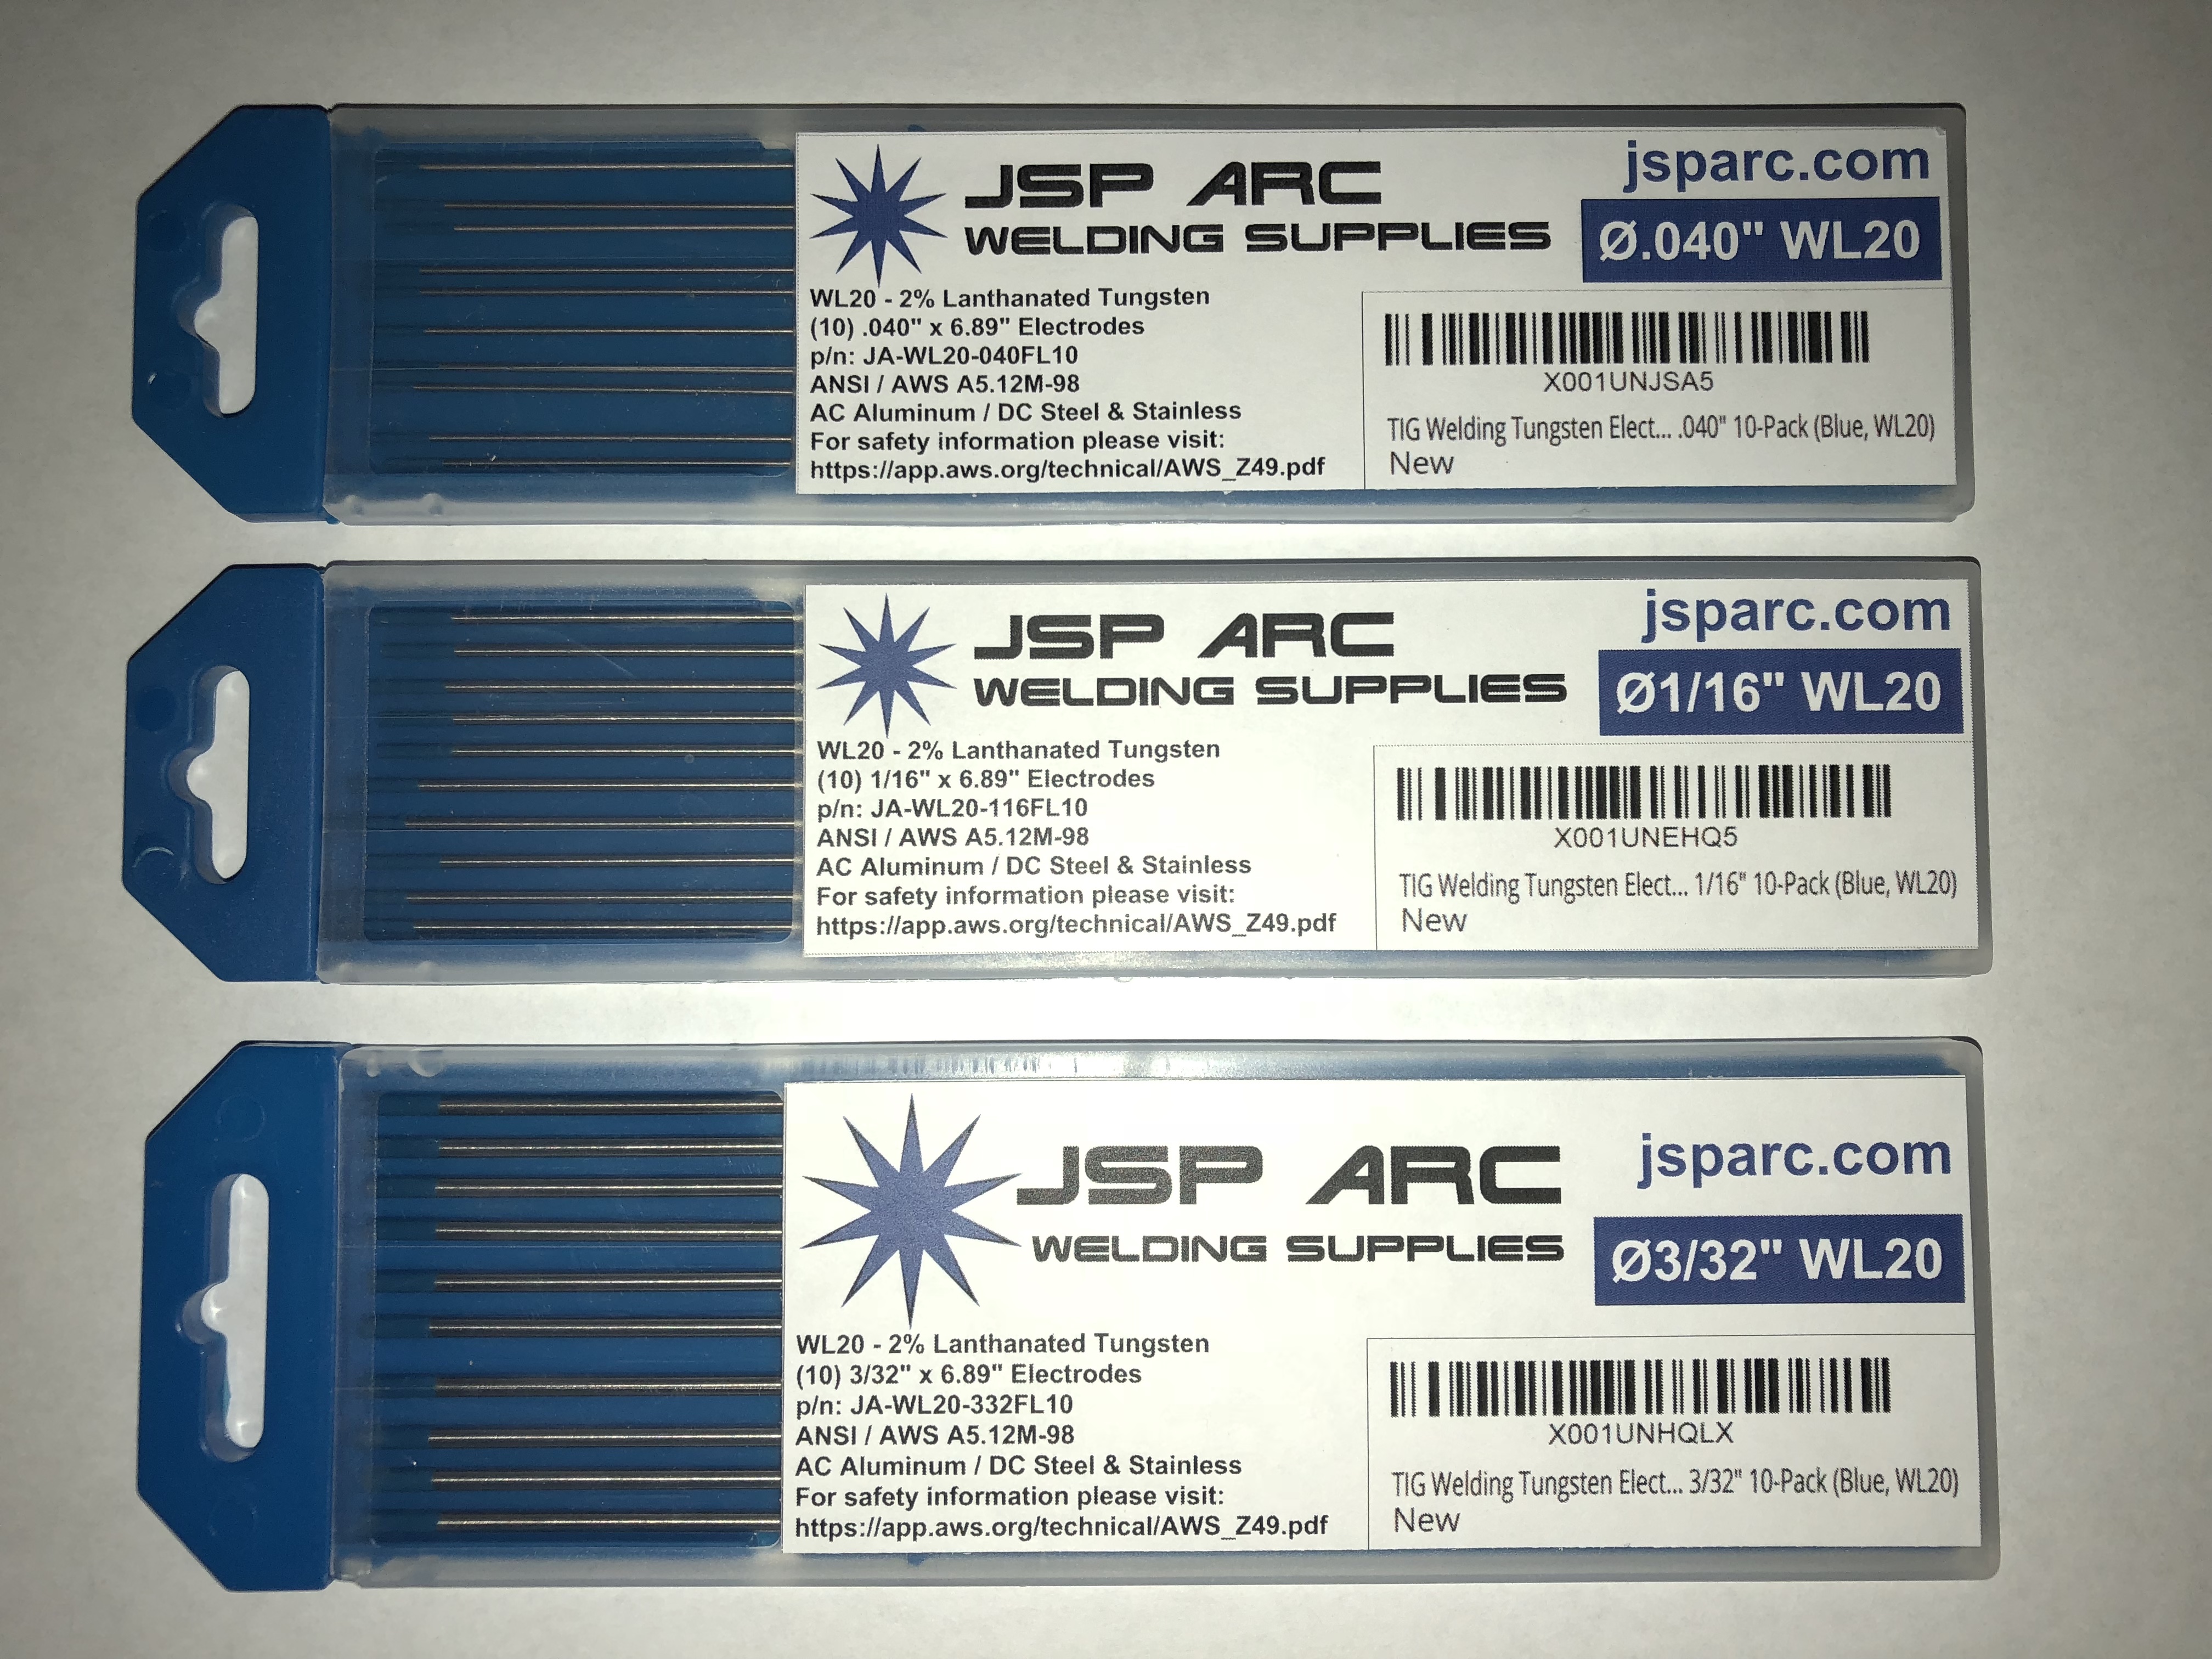 JSP ARC
WELDING SUPPLIES
jsparc.com
Ø.040" WL20
WL20 - 2% Lanthanated Tungsten
(10) .040" x 6.89" Electrodes
p/n: JA-WL20-040FL10
ANSI / AWS A5.12M-98
AC Aluminum / DC Steel & Stainless
For safety information please visit:
https://app.aws.org/technical/AWS_Z49.pdf
X001UNJSA5
TIG Welding Tungsten Elect... .040" 10-Pack (Blue, WL20)
New
JSP ARC
WELDING SUPPLIES
jsparc.com
Ø1/16" WL20
WL20 - 2% Lanthanated Tungsten
(10) 1/16" x 6.89" Electrodes
p/n: JA-WL20-116FL10
ANSI / AWS A5.12M-98
AC Aluminum / DC Steel & Stainless
For safety information please visit:
https://app.aws.org/technical/AWS_Z49.pdf
X001UNEHQ5
TIG Welding Tungsten Elect... 1/16" 10-Pack (Blue, WL20)
New
JSP ARC
WELDING SUPPLIES
jsparc.com
Ø3/32" WL20
WL20 - 2% Lanthanated Tungsten
(10) 3/32" x 6.89" Electrodes
p/n: JA-WL20-332FL10
ANSI / AWS A5.12M-98
AC Aluminum / DC Steel & Stainless
For safety information please visit:
https://app.aws.org/technical/AWS_Z49.pdf
X001UNHQLX
TIG Welding Tungsten Elect... 3/32" 10-Pack (Blue, WL20)
New